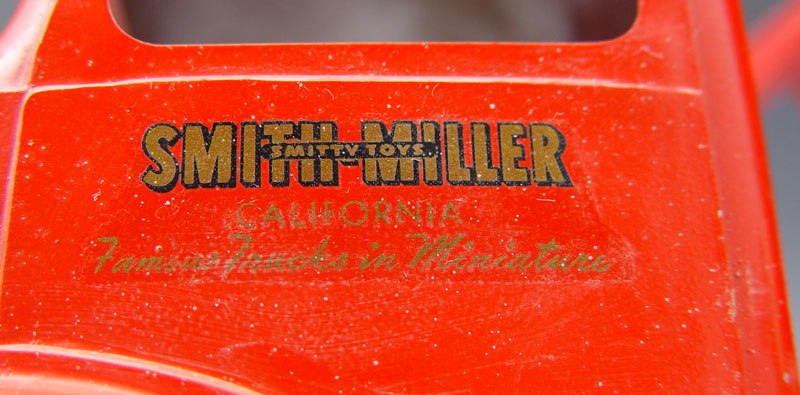 SMITH-MILLER
SMITTY TOYS
CALIFORNIA
Famous Trucks in Miniature